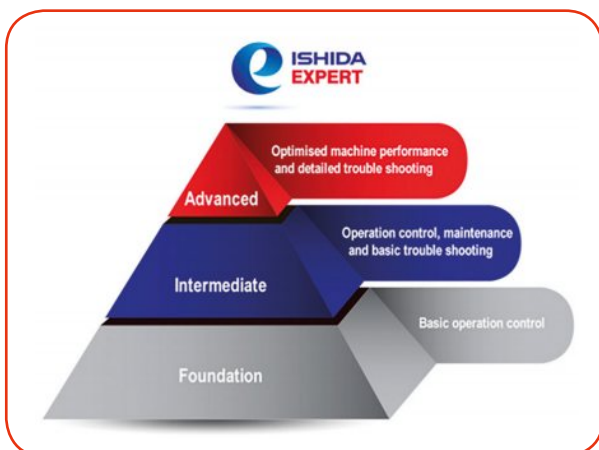 ISHIDA
EXPERT
Advanced
Optimised machine performance
and detailed trouble shooting
Intermediate
Operation control, maintenance
and basic trouble shooting
Foundation
Basic operation control